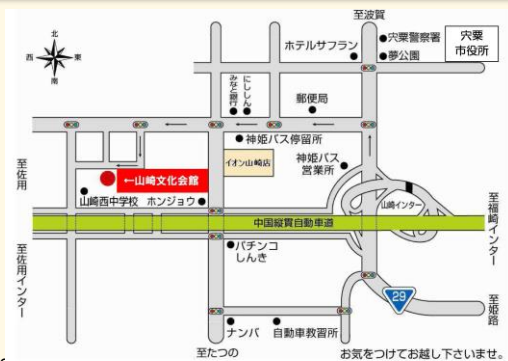 至波賀
北
西 東
南
ホテルサフラン
宍粟警察署
夢公園
宍粟
市役所
みなと銀行
にししん
郵便局
神姫バス停留所
イオン山崎店
神姫バス
営業所
至佐用
←山崎文化会館
山崎西中学校
ホンジョウ
山崎インター
中国縦貫自動車道
至福崎インター
至佐用インター
パチンコ
しんき
29
至姫路
ナンバ
自動車教習所
至たつの
お気をつけてお越し下さいませ。